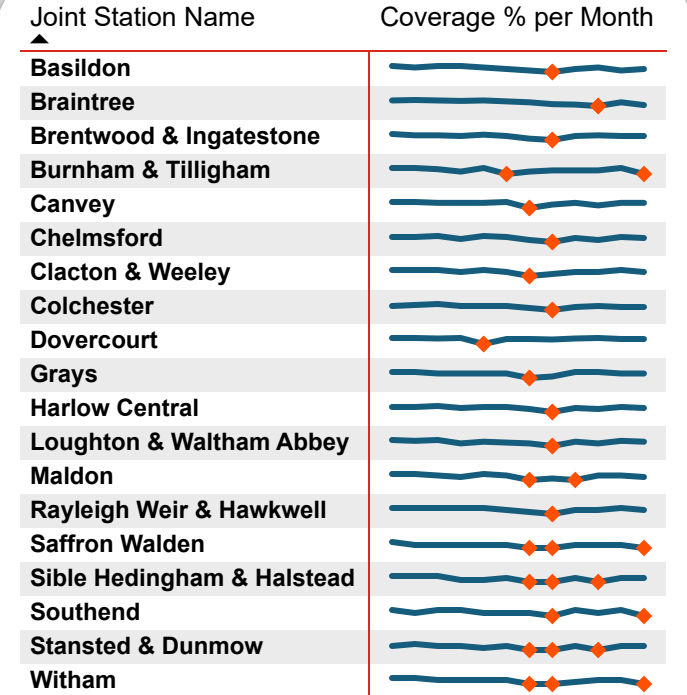 Joint Station Name Coverage % per Month
Basildon
Braintree
Brentwood & Ingatestone
Burnham & Tilligham
Canvey
Chelmsford
Clacton & Weeley
Colchester
Dovercourt
Grays
Harlow Central
Loughton & Waltham Abbey
Maldon
Rayleigh Weir & Hawkwell
Saffron Walden
Sible Hedingham & Halstead
Southend
Stansted & Dunmow
Witham